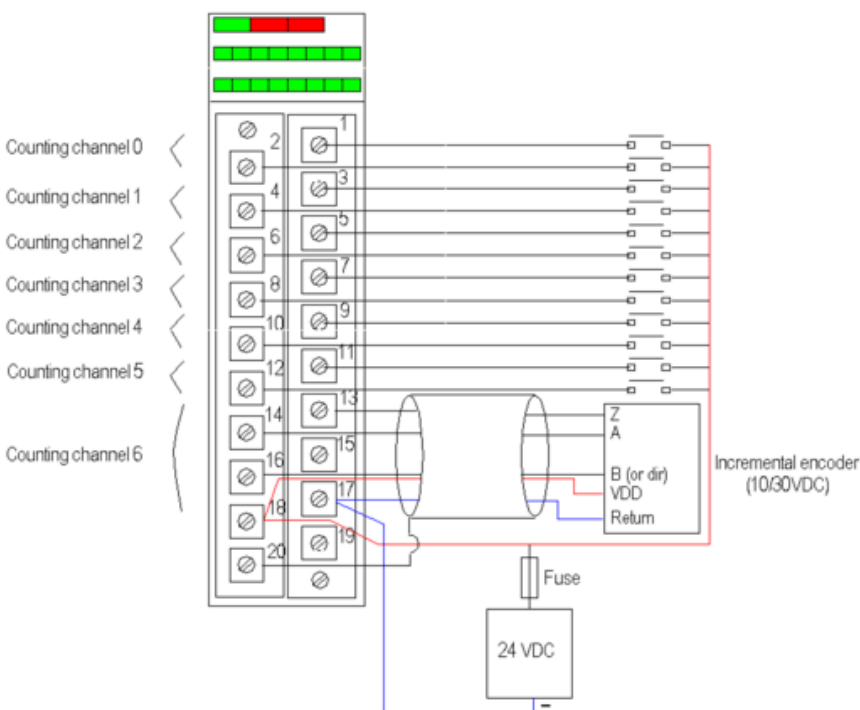 Counting channel 0
Counting channel 1
Counting channel 2
Counting channel 3
Counting channel 4
Counting channel 5
Counting channel 6
1
2
3
4
5
6
7
8
9
10
11
12
13
14
15
16
17
18
19
20
Z
A
B (or dir)
VDD
Return
Incremental encoder
(10/30VDC)
Fuse
24 VDC
-